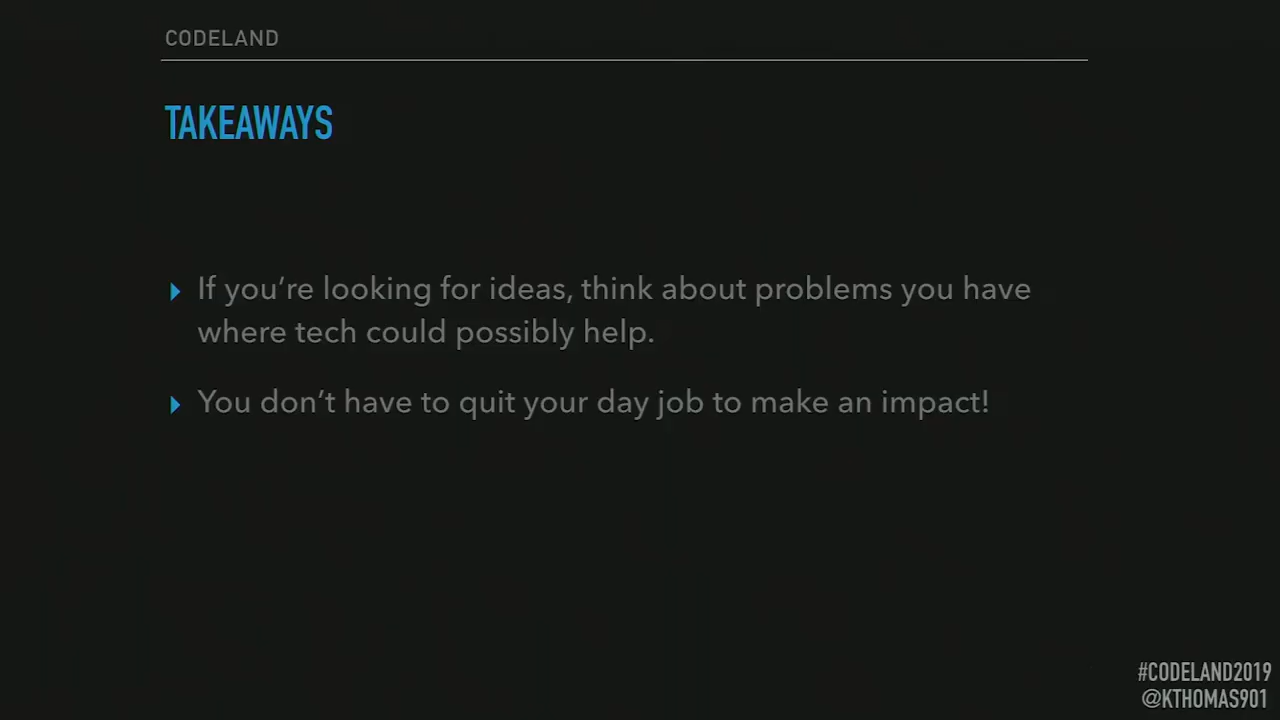 CODELAND
TAKEAWAYS
▸ If you’re looking for ideas, think about problems you have
where tech could possibly help.
▸ You don’t have to quit your day job to make an impact!
#CODELAND2019
@KTHOMAS901